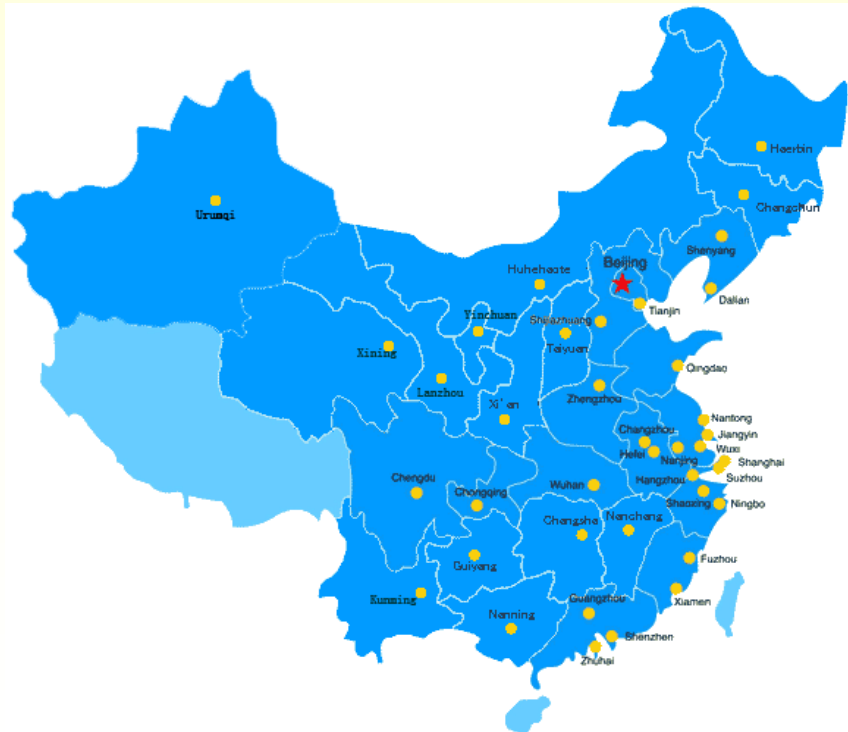 Haerbin
Urumqi
Changchun
Shenyang
Beijing
Huhehaote
Dalian
Tianjin
Yinchuan
Shijiazhuang
Taiyuan
Xining
Qingdao
Lanzhou
Zhengzhou
Xi'an
Nantong
Changzhou
Jiangyin
Wuxi
Hefei
Nanjing
Shanghai
Suzhou
Hangzhou
Chengdu
Chongqing
Wuhan
Shaoxing
Ningbo
Changsha
Nancheng
Fuzhou
Guiyang
Kunming
Guangzhou
Xiamen
Nanning
Shenzhen
Zhuhai